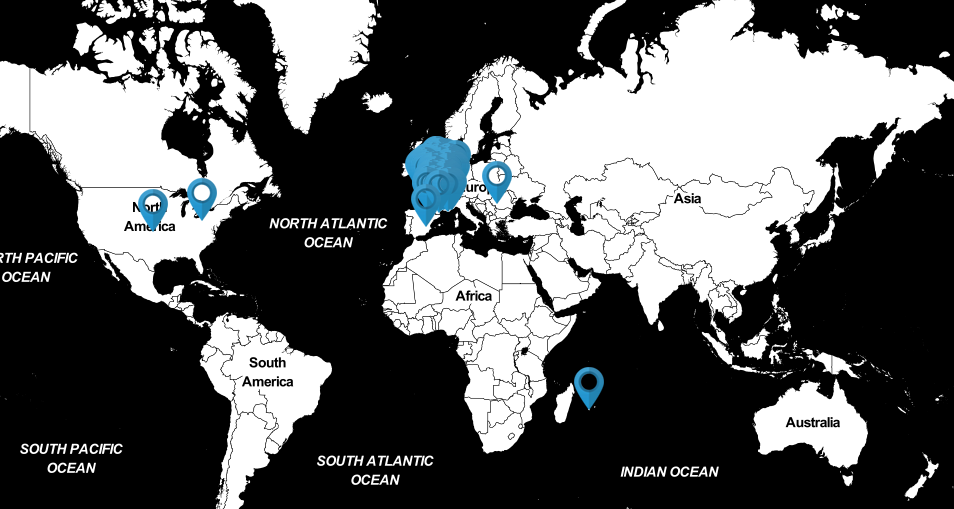 North
America
NORTH ATLANTIC
OCEAN
RTH PACIFIC
OCEAN
Europ
Asia
Africa
South
America
Australia
SOUTH PACIFIC
OCEAN
SOUTH ATLANTIC
OCEAN
INDIAN OCEAN